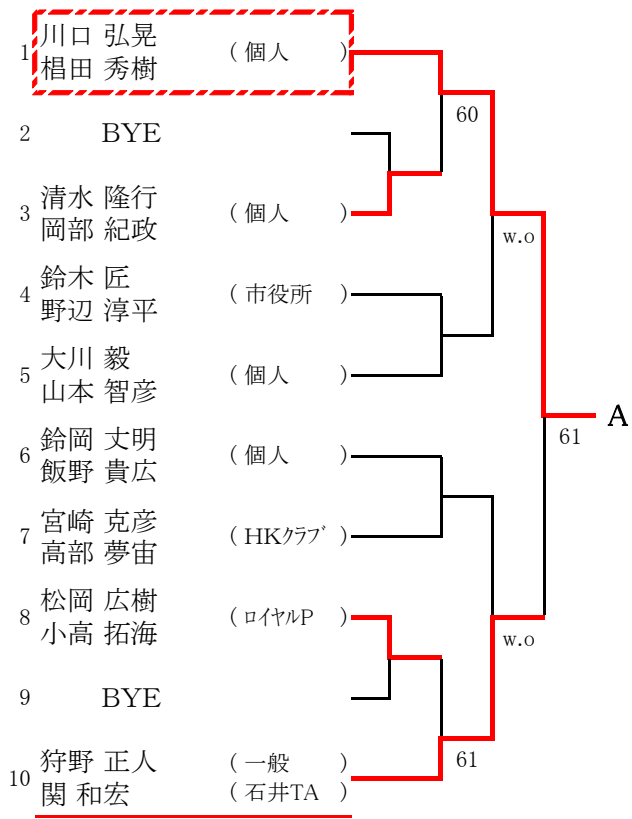 1 川口 弘晃 ( 個人 )
椙田 秀樹
60
2 BYE
3 清水 隆行 ( 個人 )
岡部 紀政
w.o
4 鈴木 匠 ( 市役所 )
野辺 淳平
5 大川 毅 ( 個人 )
山本 智彦
A
61
6 鈴岡 丈明 ( 個人 )
飯野 貴広
7 宮崎 克彦 ( HKクラブ )
高部 夢宙
8 松岡 広樹 ( ロイヤルP )
小高 拓海
w.o
9 BYE
61
10 狩野 正人 ( 一般 )
関 和宏 ( 石井TA )